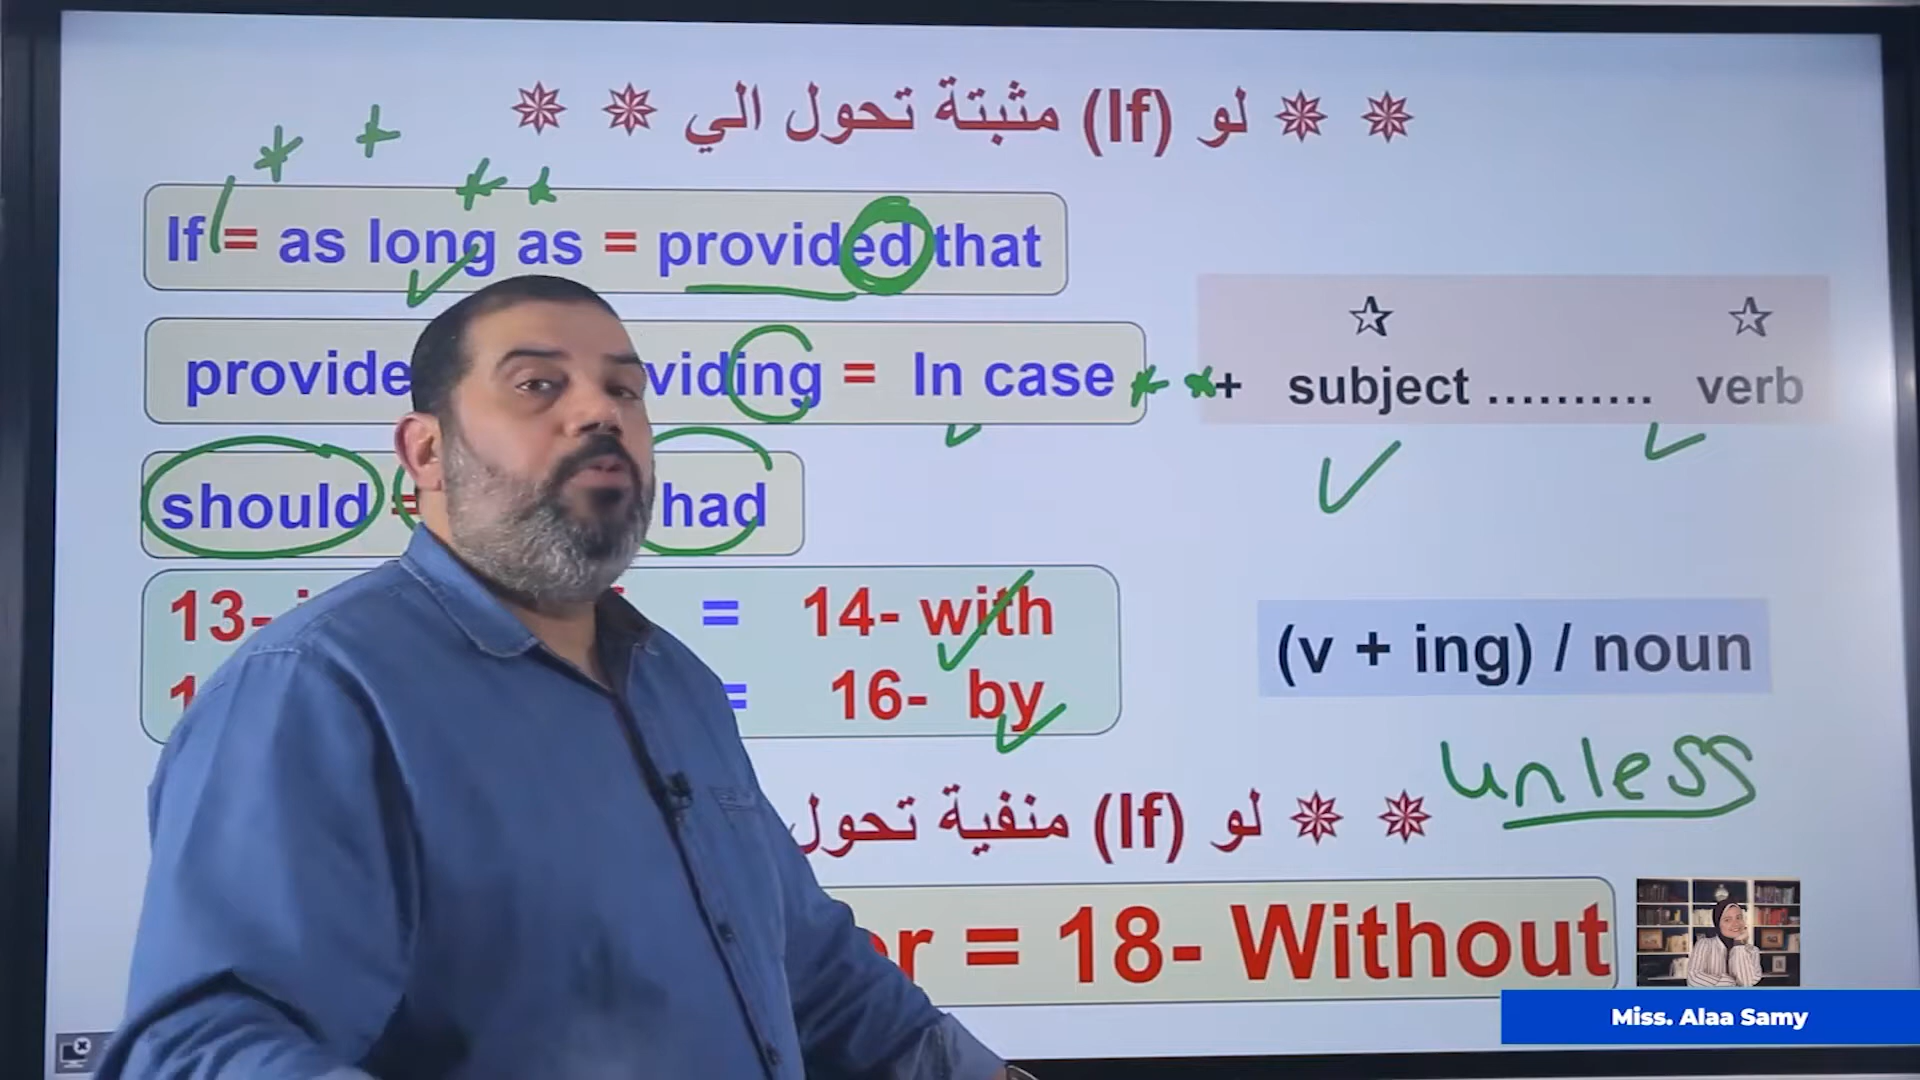 لو (If) مثبتة تحول الي
If = as long as = provided that
provide viding = In case
+ subject .......... verb
should = had
13- = 14- with
= 16- by
(v + ing) / noun
unless
لو (If) منفية تحول
er = 18- Without
Miss. Alaa Samy